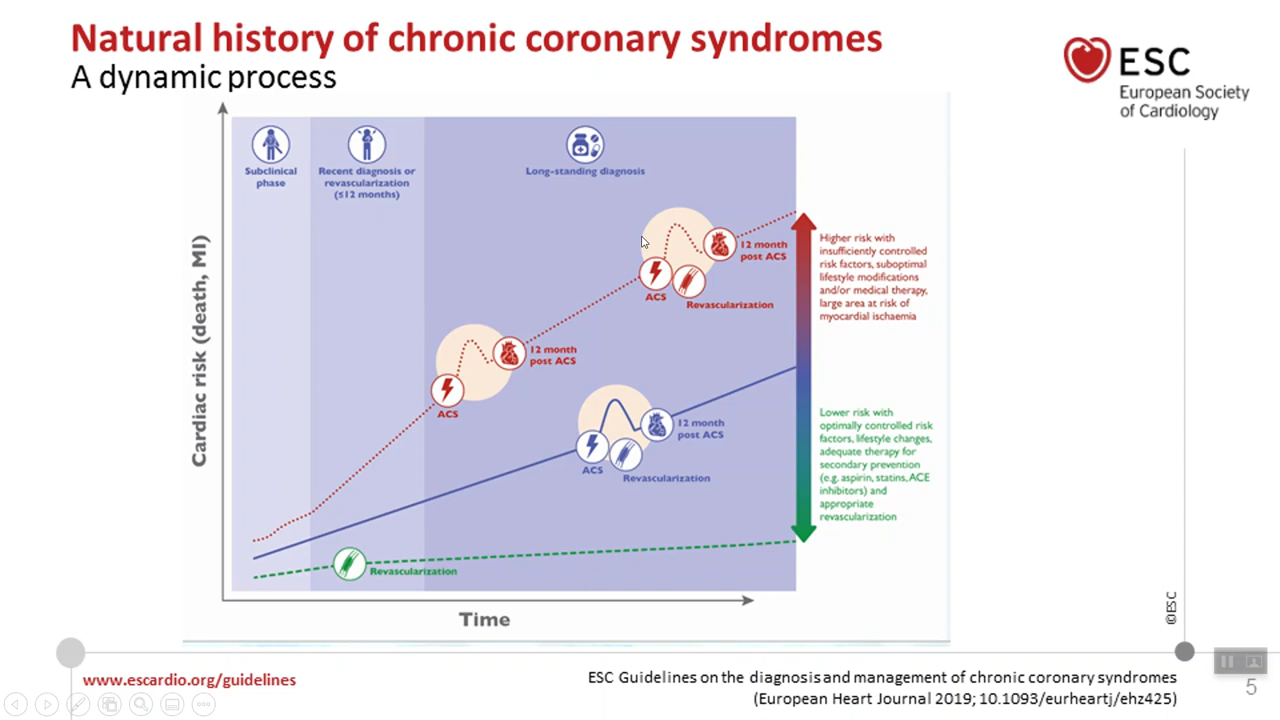 Natural history of chronic coronary syndromes
A dynamic process
ESC
European Society
of Cardiology
Subclinical
phase
Recent diagnosis or
revascularization
(≤12 months)
Long-standing diagnosis
Cardiac risk (death, MI)
12 month
post ACS
ACS
Revascularization
12 month
post ACS
ACS
12 month
post ACS
ACS
Revascularization
Revascularization
Time
Higher risk with
insufficiently controlled
risk factors, suboptimal
lifestyle modifications
and/or medical therapy,
large area at risk of
myocardial ischaemia
Lower risk with
optimally controlled risk
factors, lifestyle changes,
adequate therapy for
secondary prevention
(e.g. aspirin, statins, ACE
inhibitors) and
appropriate
revascularization
©ESC
www.escardio.org/guidelines
ESC Guidelines on the diagnosis and management of chronic coronary syndromes
(European Heart Journal 2019; 10.1093/eurheartj/ehz425)
5